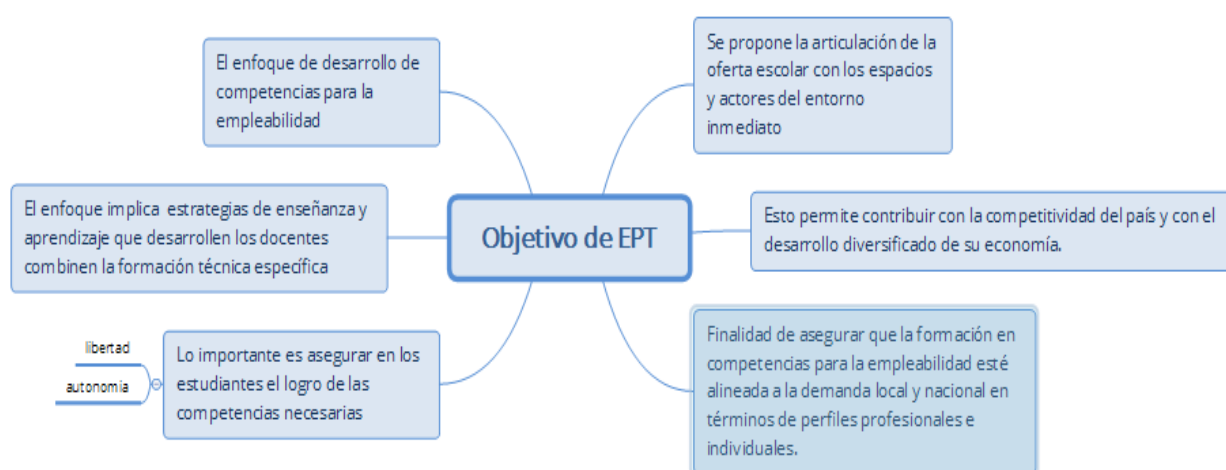 El enfoque de desarrollo de
competencias para la
empleabilidad
Se propone la articulación de la
oferta escolar con los espacios
y actores del entorno
inmediato
El enfoque implica estrategias de enseñanza y
aprendizaje que desarrollen los docentes
combinen la formación técnica específica
Objetivo de EPT
Esto permite contribuir con la competitividad del país y con el
desarrollo diversificado de su economía.
libertad
autonomia
Lo importante es asegurar en los
estudiantes el logro de las
competencias necesarias
Finalidad de asegurar que la formación en
competencias para la empleabilidad esté
alineada a la demanda local y nacional en
términos de perfiles profesionales e
individuales.